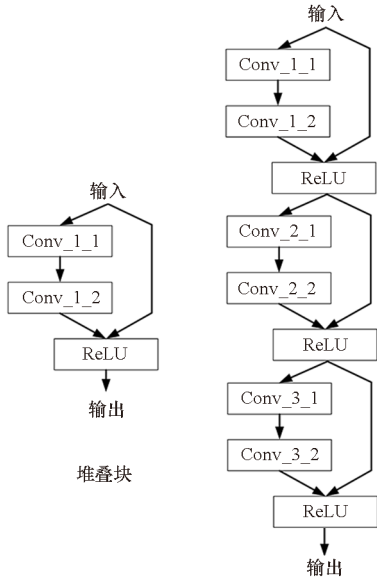 输入
Conv_1_1
Conv_1_2
ReLU
输出
堆叠块
输入
Conv_1_1
Conv_1_2
ReLU
Conv_2_1
Conv_2_2
ReLU
Conv_3_1
Conv_3_2
ReLU
输出